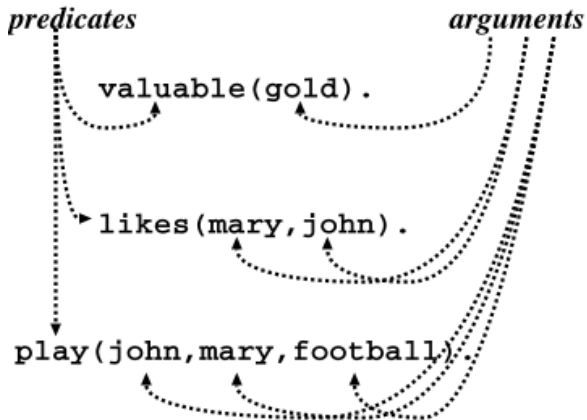 predicates arguments
valuable(gold).
likes(mary,john).
play(john,mary,football).